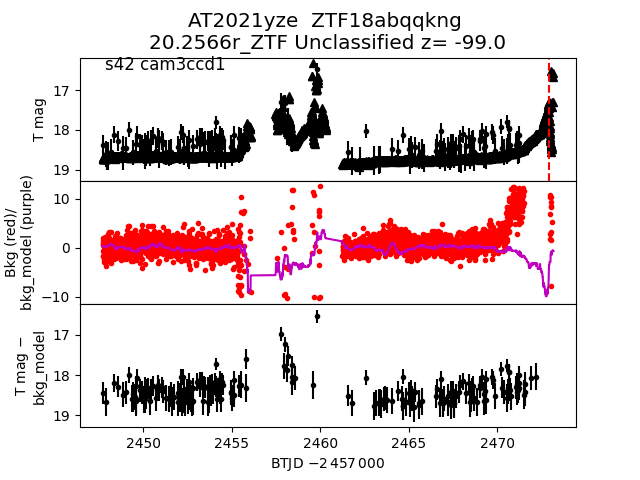 AT2021yze  ZTF18abqqkng
20.2566r_ZTF Unclassified z= -99.0
s42 cam3ccd1
T mag
17
18
19
Bkg (red)/
bkg_model (purple)
10
0
−10
T mag −
bkg_model
17
18
19
2450
2455
2460
2465
2470
BTJD −2 457 000